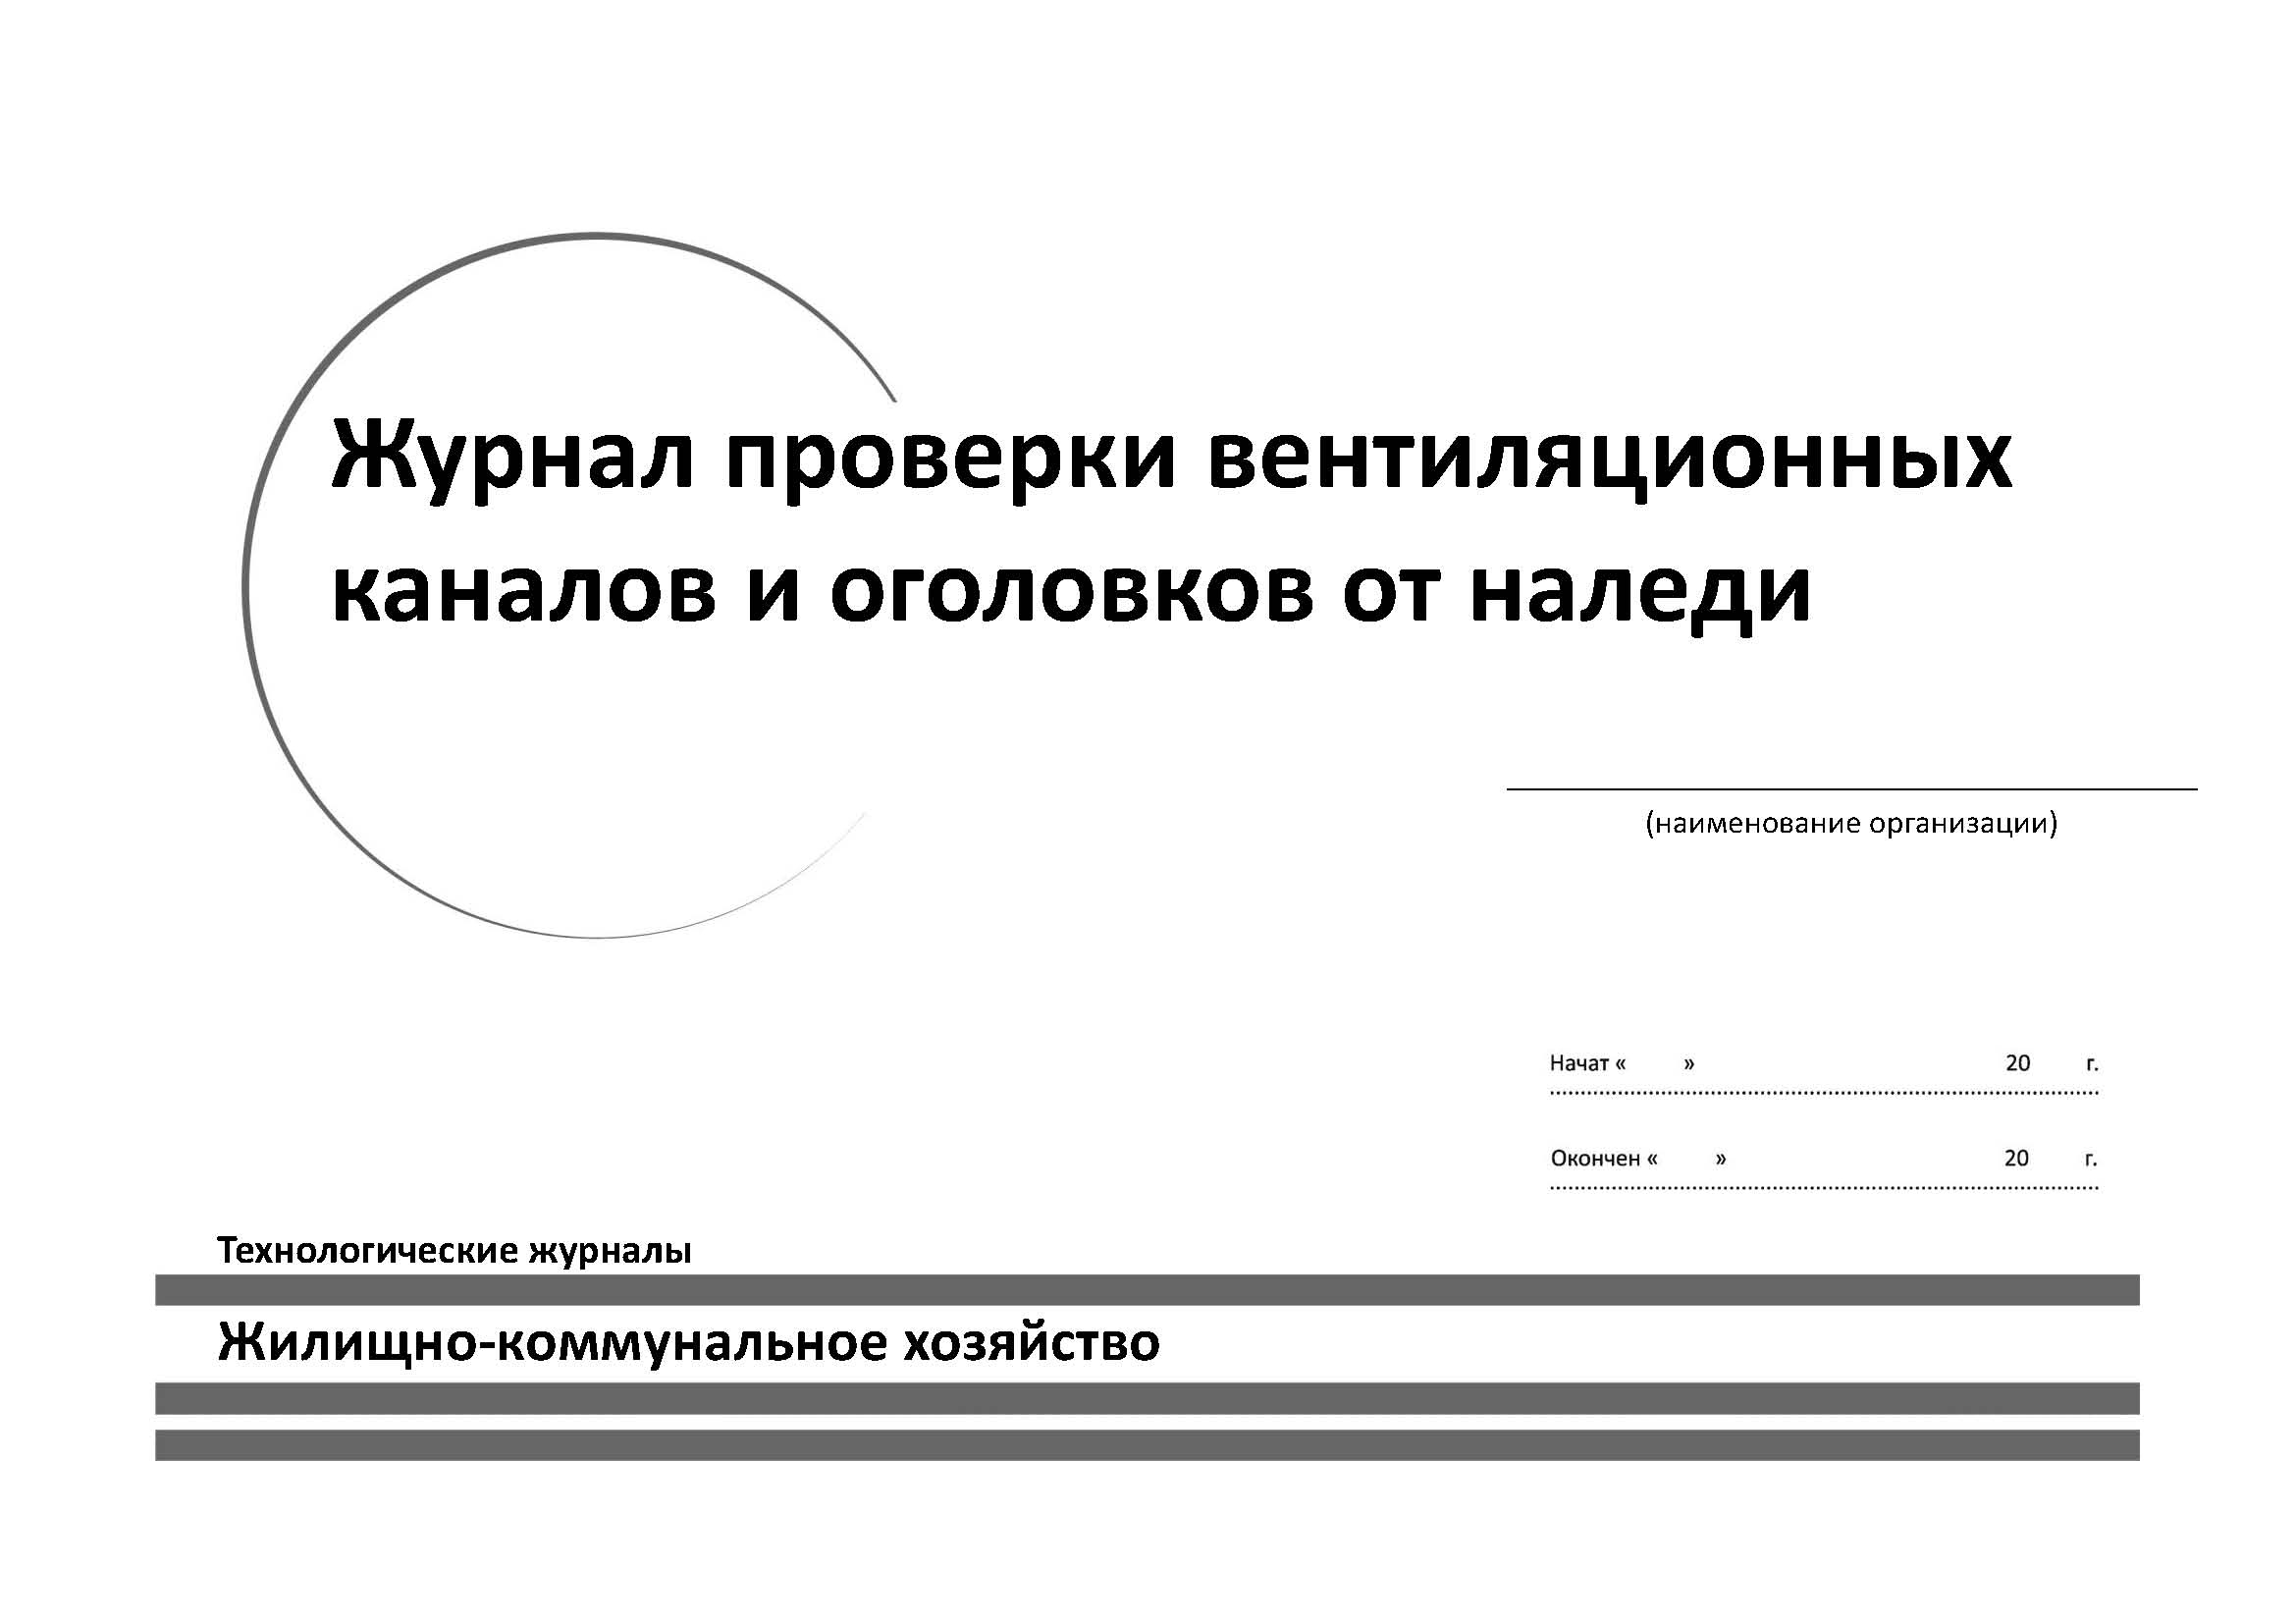 Журнал проверки вентиляционных
каналов и оголовков от наледи
(наименование организации)
Начат « » 20 г.
Окончен « » 20 г.
Технологические журналы
Жилищно-коммунальное хозяйство